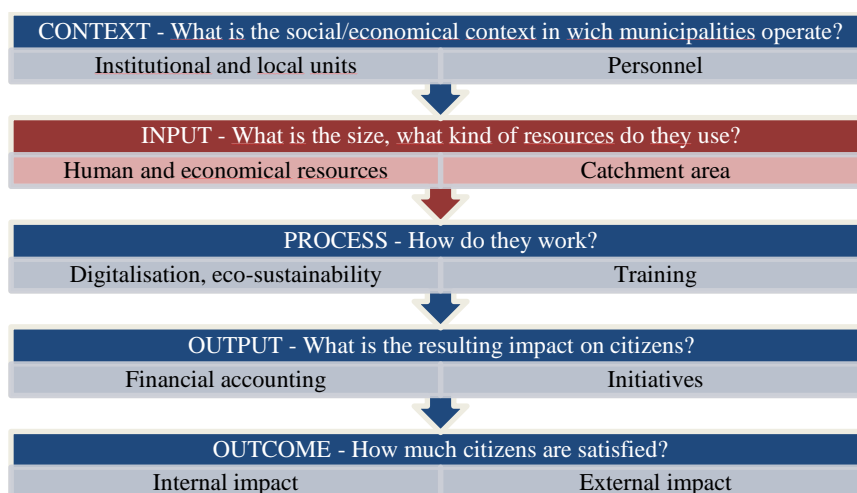 CONTEXT - What is the social/economical context in wich municipalities operate?
Institutional and local units
Personnel
INPUT - What is the size, what kind of resources do they use?
Human and economical resources
Catchment area
PROCESS - How do they work?
Digitalisation, eco-sustainability
Training
OUTPUT - What is the resulting impact on citizens?
Financial accounting
Initiatives
OUTCOME - How much citizens are satisfied?
Internal impact
External impact